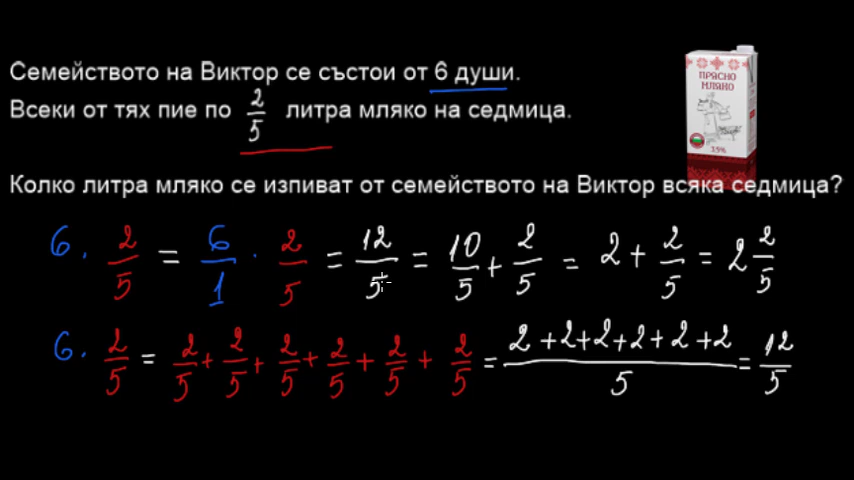 Семейството на Виктор се състои от 6 души.
Всеки от тях пие по 2/5 литра мляко на седмица.
ПРЯСНО
МЛЯКО
3.5%
Колко литра мляко се изпиват от семейството на Виктор всяка седмица?
6 . 2/5 = 6/1 . 2/5 = 12/5 = 10/5 + 2/5 = 2 + 2/5 = 2 2/5
6 . 2/5 = 2/5 + 2/5 + 2/5 + 2/5 + 2/5 + 2/5 = (2+2+2+2+2+2)/5 = 12/5